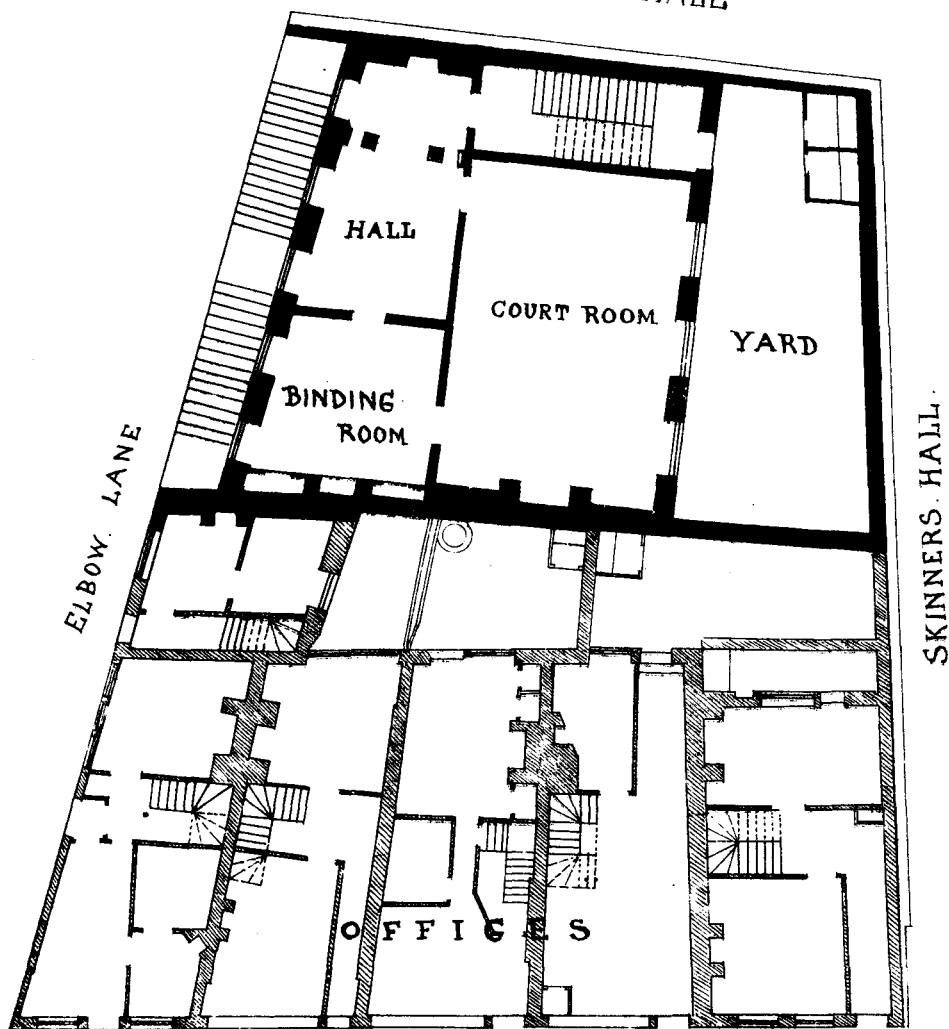 HALL
COURT ROOM
YARD
BINDING
ROOM
ELBOW LANE
SKINNERS HALL.
OFFICES